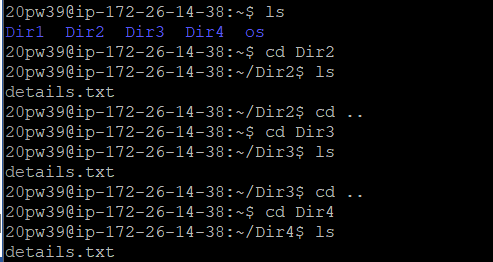 20pw39@ip-172-26-14-38:~$ ls
Dir1  Dir2  Dir3  Dir4  os
20pw39@ip-172-26-14-38:~$ cd Dir2
20pw39@ip-172-26-14-38:~/Dir2$ ls
details.txt
20pw39@ip-172-26-14-38:~/Dir2$ cd ..
20pw39@ip-172-26-14-38:~$ cd Dir3
20pw39@ip-172-26-14-38:~/Dir3$ ls
details.txt
20pw39@ip-172-26-14-38:~/Dir3$ cd ..
20pw39@ip-172-26-14-38:~$ cd Dir4
20pw39@ip-172-26-14-38:~/Dir4$ ls
details.txt